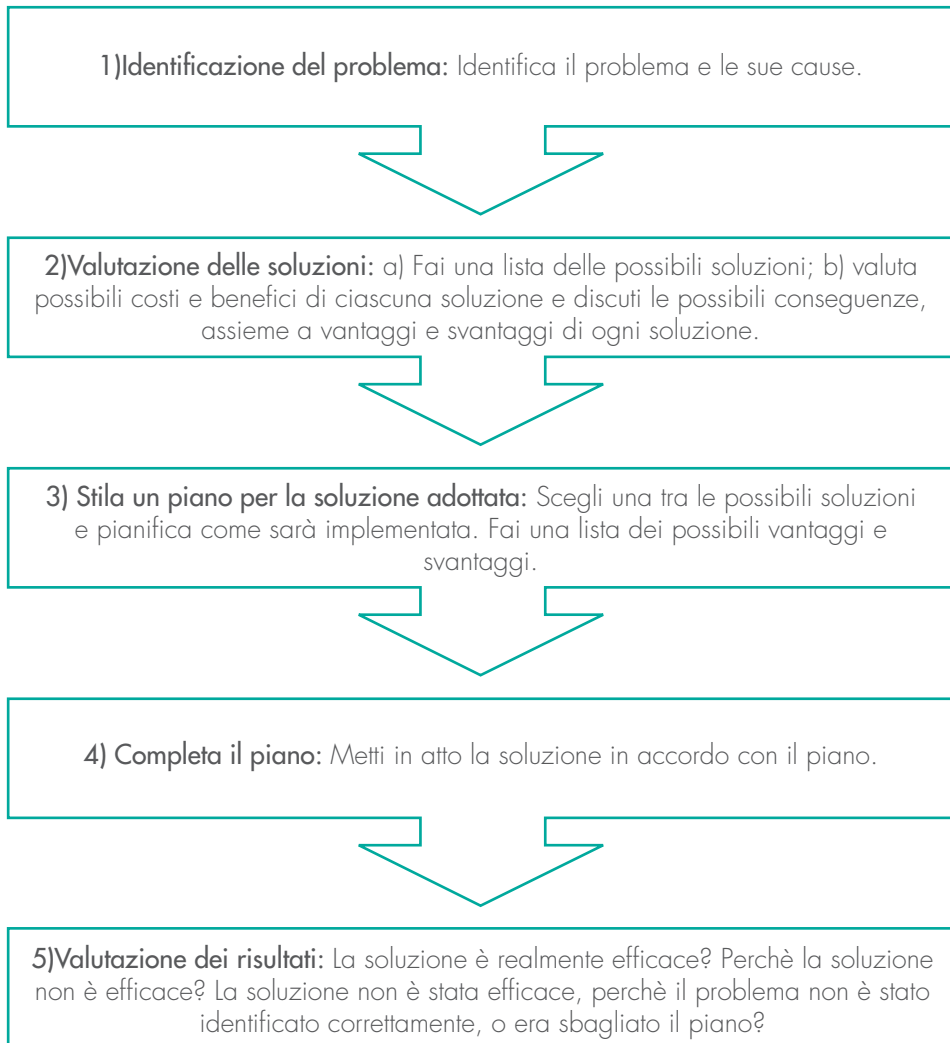 1)Identificazione del problema: Identifica il problema e le sue cause.
2)Valutazione delle soluzioni: a) Fai una lista delle possibili soluzioni; b) valuta
possibili costi e benefici di ciascuna soluzione e discuti le possibili conseguenze,
assieme a vantaggi e svantaggi di ogni soluzione.
3) Stila un piano per la soluzione adottata: Scegli una tra le possibili soluzioni
e pianifica come sarà implementata. Fai una lista dei possibili vantaggi e
svantaggi.
4) Completa il piano: Metti in atto la soluzione in accordo con il piano.
5)Valutazione dei risultati: La soluzione è realmente efficace? Perchè la soluzione
non è efficace? La soluzione non è stata efficace, perchè il problema non è stato
identificato correttamente, o era sbagliato il piano?